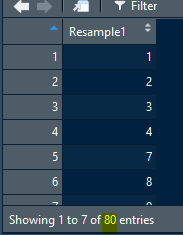 Filter
Resample1
1 1
2 2
3 3
4 4
5 7
6 8
Showing 1 to 7 of 80 entries